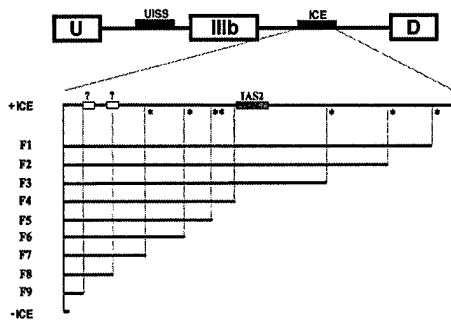 UISS ICE
U IIIb D
? ? IAS2
+ICE * * ** * * *
F1
F2
F3
F4
F5
F6
F7
F8
F9
-ICE